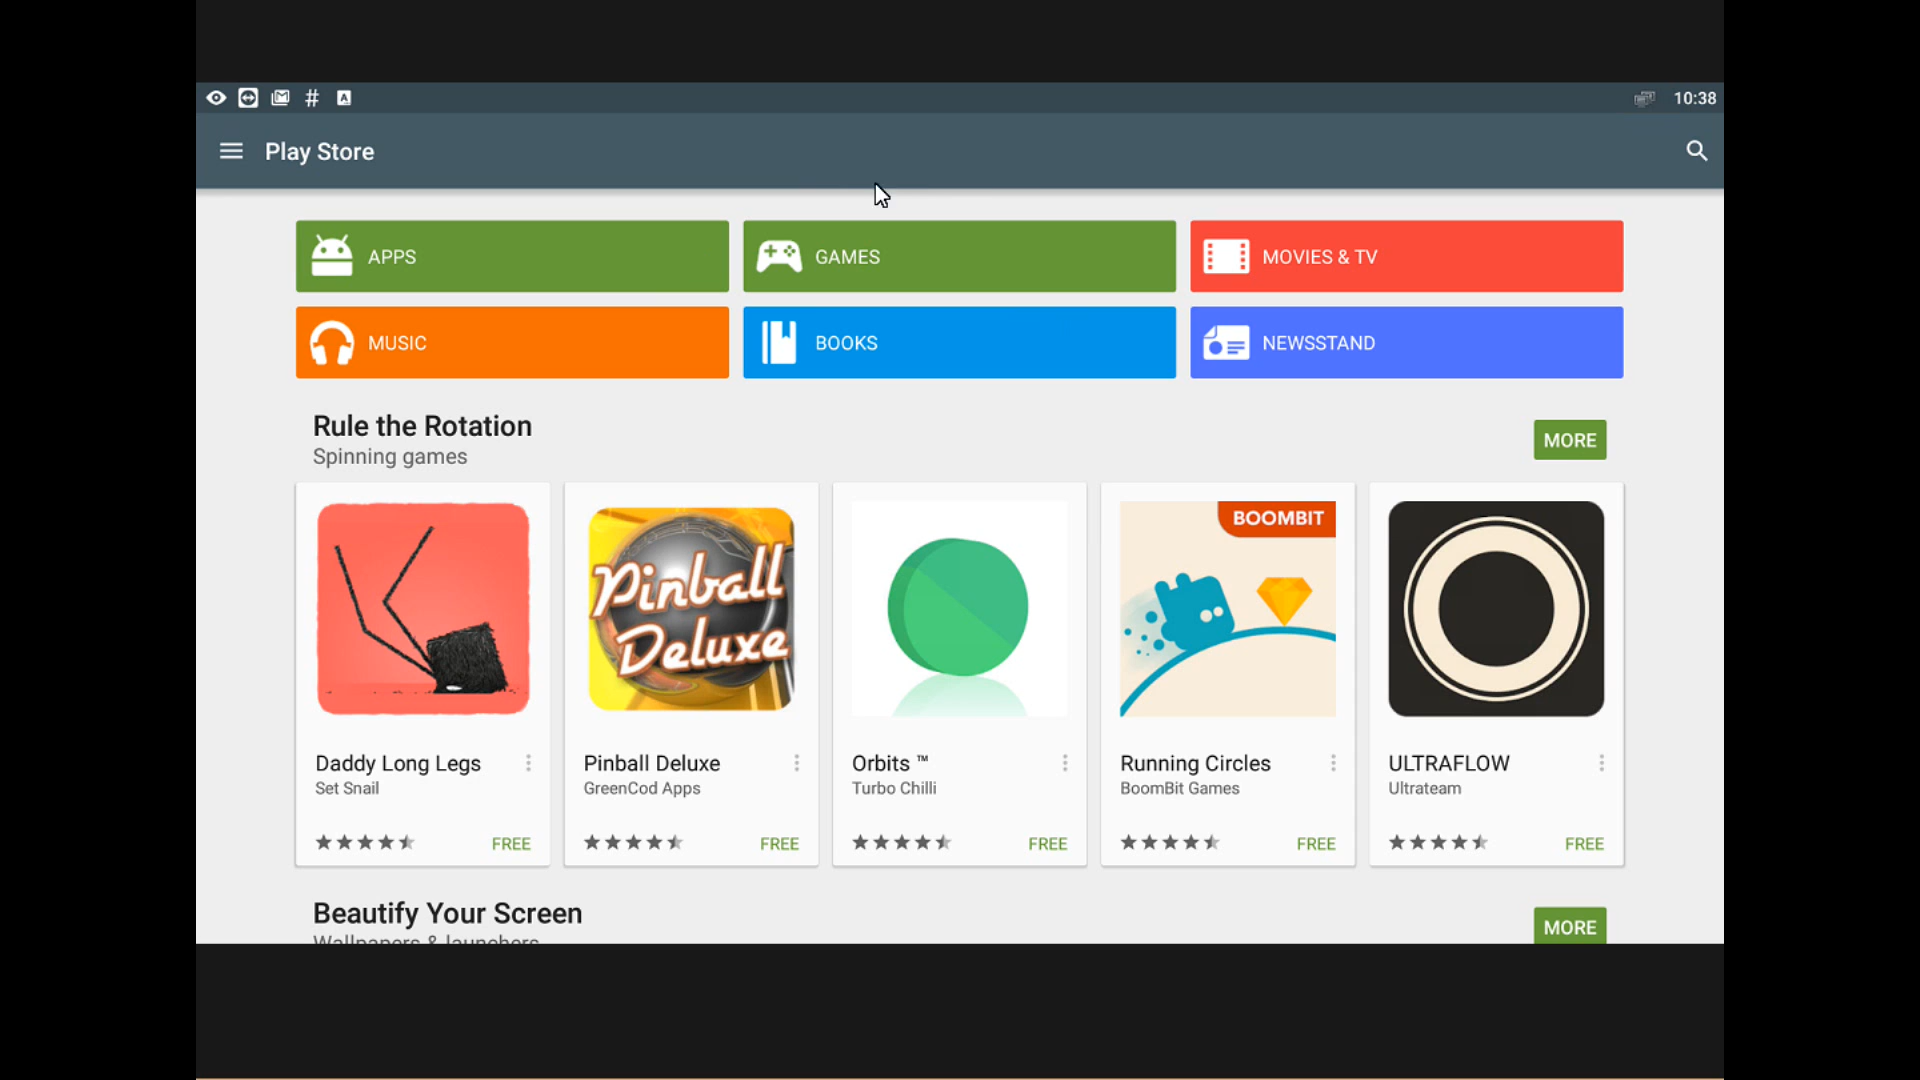 10:38
Play Store
APPS
GAMES
MOVIES & TV
MUSIC
BOOKS
NEWSSTAND
Rule the Rotation
Spinning games
MORE
Pinball
Deluxe
BOOMBIT
Daddy Long Legs
Set Snail
FREE
Pinball Deluxe
GreenCod Apps
FREE
Orbits ™
Turbo Chilli
FREE
Running Circles
BoomBit Games
FREE
ULTRAFLOW
Ultrateam
FREE
Beautify Your Screen
Wallpapers & launchers
MORE